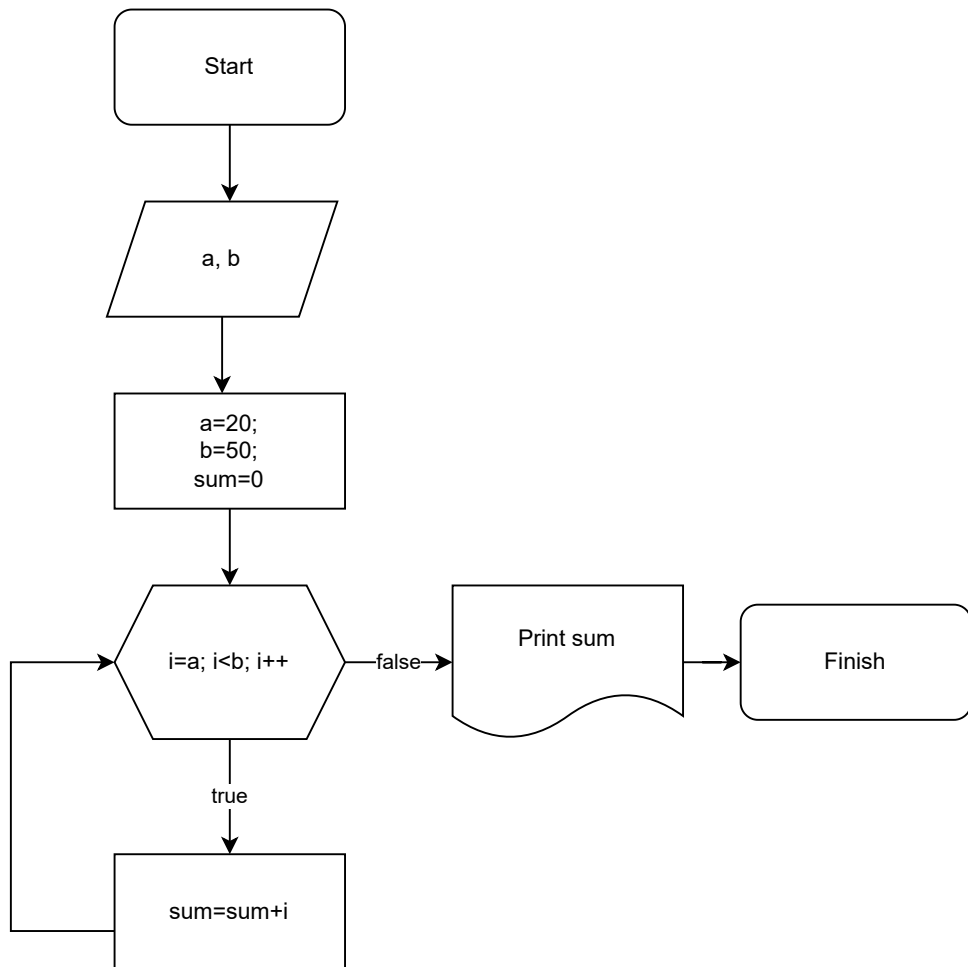 Start
a, b
a=20;
b=50;
sum=0
i=a; i<b; i++
false
Print sum
Finish
true
sum=sum+i